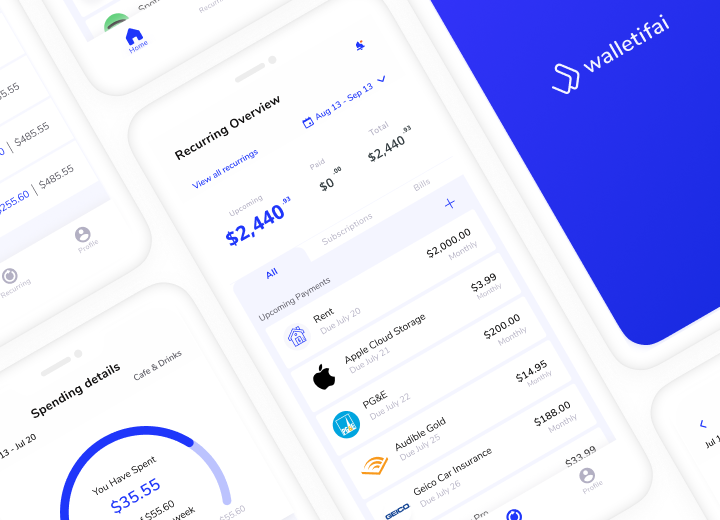 Home
walletifai
Recurring Overview
Aug 13 - Sep 13
View all recurrings
Upcoming
$2,440.93
Paid
$0.00
Total
$2,440.93
All
Subscriptions
Bills
Upcoming Payments
Rent
Due July 20
$2,000.00
Monthly
Apple Cloud Storage
Due July 21
$3.99
Monthly
PG&E
Due July 22
$200.00
Monthly
Audible Gold
Due July 25
$14.95
Monthly
GEICO
Geico Car Insurance
Due July 26
$188.00
Monthly
Pro
$33.99
Profile
$485.55
| $485.55
$255.60 | $485.55
Recurring
Profile
Spending details
Cafe & Drinks
13 - Jul 20
You Have Spent
$35.55
$55.60
week
$55.60